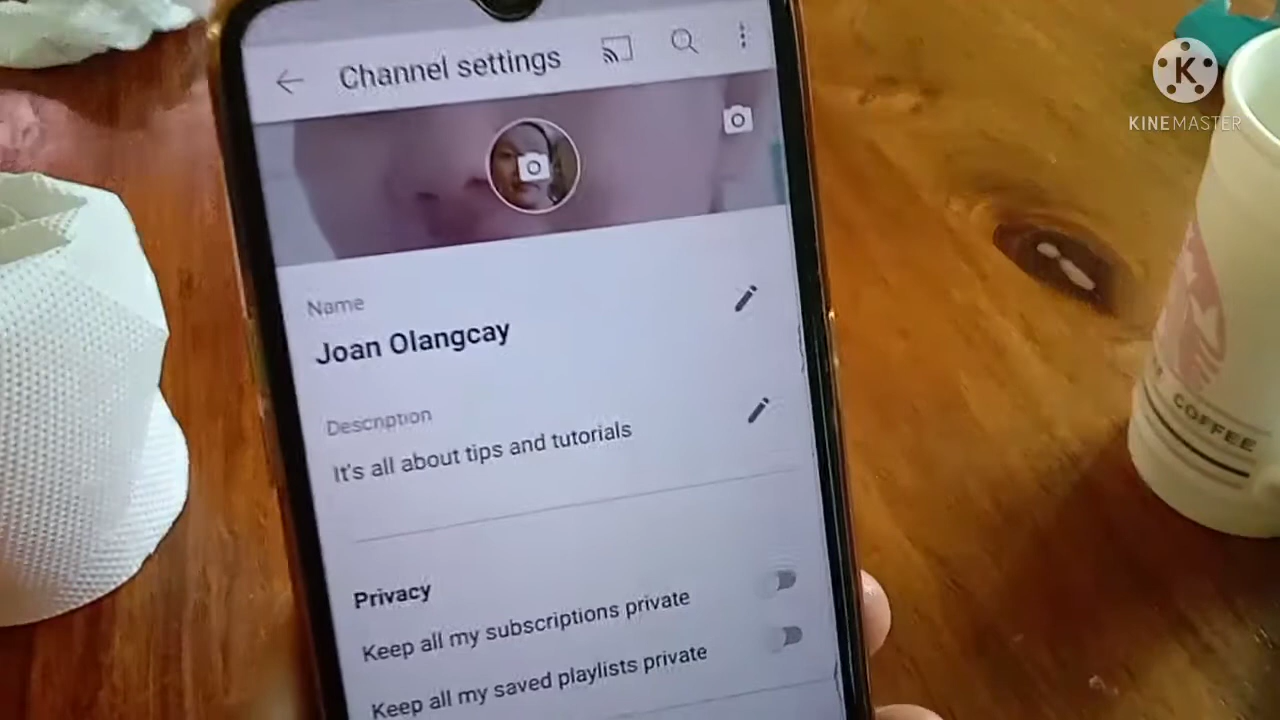 Channel settings
K
KINEMASTER
Name
Joan Olangcay
Description
It's all about tips and tutorials
COFFEE
Privacy
Keep all my subscriptions private
Keep all my saved playlists private